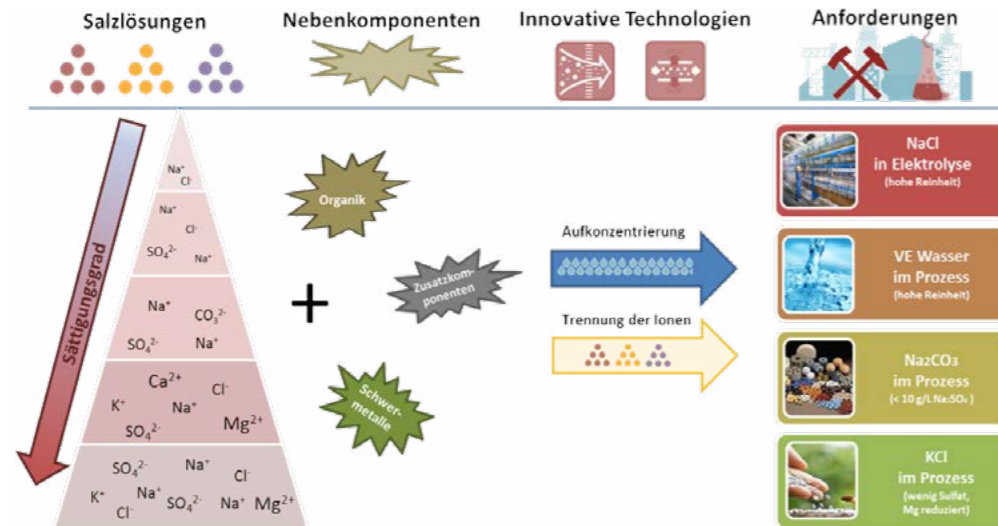 Salzlösungen
Nebenkomponenten
Innovative Technologien
Anforderungen
Sättigungsgrad
Na⁺
Cl⁻
Na⁺
Cl⁻
SO₄²⁻
Na⁺
Na⁺
CO₃²⁻
SO₄²⁻
Na⁺
Ca²⁺
Cl⁻
K⁺
Na⁺
SO₄²⁻
Mg²⁺
SO₄²⁻
Na⁺
Cl⁻
K⁺
Na⁺
Cl⁻
SO₄²⁻
Na⁺
Mg²⁺
+
Organik
Zusatzkom-
ponenten
Schwer-
metalle
Aufkonzentrierung
Trennung der Ionen
NaCl
in Elektrolyse
(hohe Reinheit)
VE Wasser
im Prozess
(hohe Reinheit)
Na₂CO₃
im Prozess
(< 10 g/L Na₂SO₄ )
KCl
im Prozess
(wenig Sulfat,
Mg reduziert)